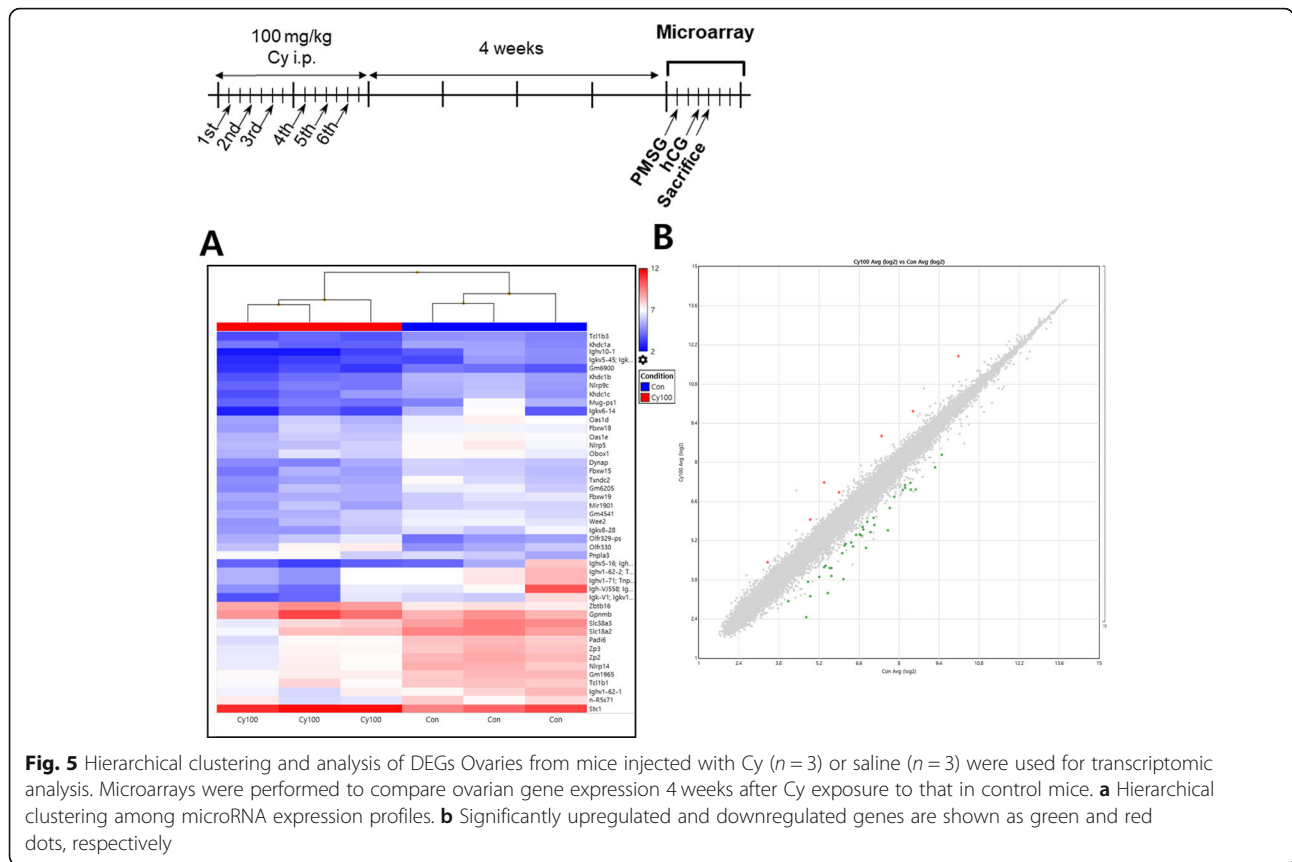 100 mg/kg
Cy i.p.
4 weeks
Microarray
1st
2nd
3rd
4th
5th
6th
PMSG
hCG
Sacrifice
A
12
7
2
Condition
Con
Cy100
Tcl1b3
Khdc1a
Ighv10-1
Igkv5-45; Igk...
Gm6900
Khdc1b
Nlrp9c
Khdc1c
Mug-ps1
Igkv6-14
Oas1d
Fbxw18
Oas1e
Nlrp5
Obox1
Dynap
Fbxw15
Txndc2
Gm6205
Fbxw19
Mir1901
Gm4541
Wee2
Igkv8-28
Olfr329-ps
Olfr330
Pnpla3
Ighv5-16; Igh...
Ighv1-62-2; T...
Ighv1-71; Tnp...
Igh-VJ558; Ig...
Igk-V1; Igkv1...
Zbtb16
Gpnmb
Slc38a3
Slc18a2
Padi6
Zp3
Zp2
Nlrp14
Gm1965
Tcl1b1
Ighv1-62-1
n-R5s71
Stc1
Cy100 Cy100 Cy100 Con Con Con
B
Cy100 Avg (log2) vs Con Avg (log2)
Cy100 Avg (log2)
15
13.6
12.2
10.8
9.4
8
6.6
5.2
3.8
2.4
1
1 2.4 3.8 5.2 6.6 8 9.4 10.8 12.2 13.6 15
Con Avg (log2)
Fig. 5 Hierarchical clustering and analysis of DEGs Ovaries from mice injected with Cy (n = 3) or saline (n = 3) were used for transcriptomic
analysis. Microarrays were performed to compare ovarian gene expression 4 weeks after Cy exposure to that in control mice. a Hierarchical
clustering among microRNA expression profiles. b Significantly upregulated and downregulated genes are shown as green and red
dots, respectively